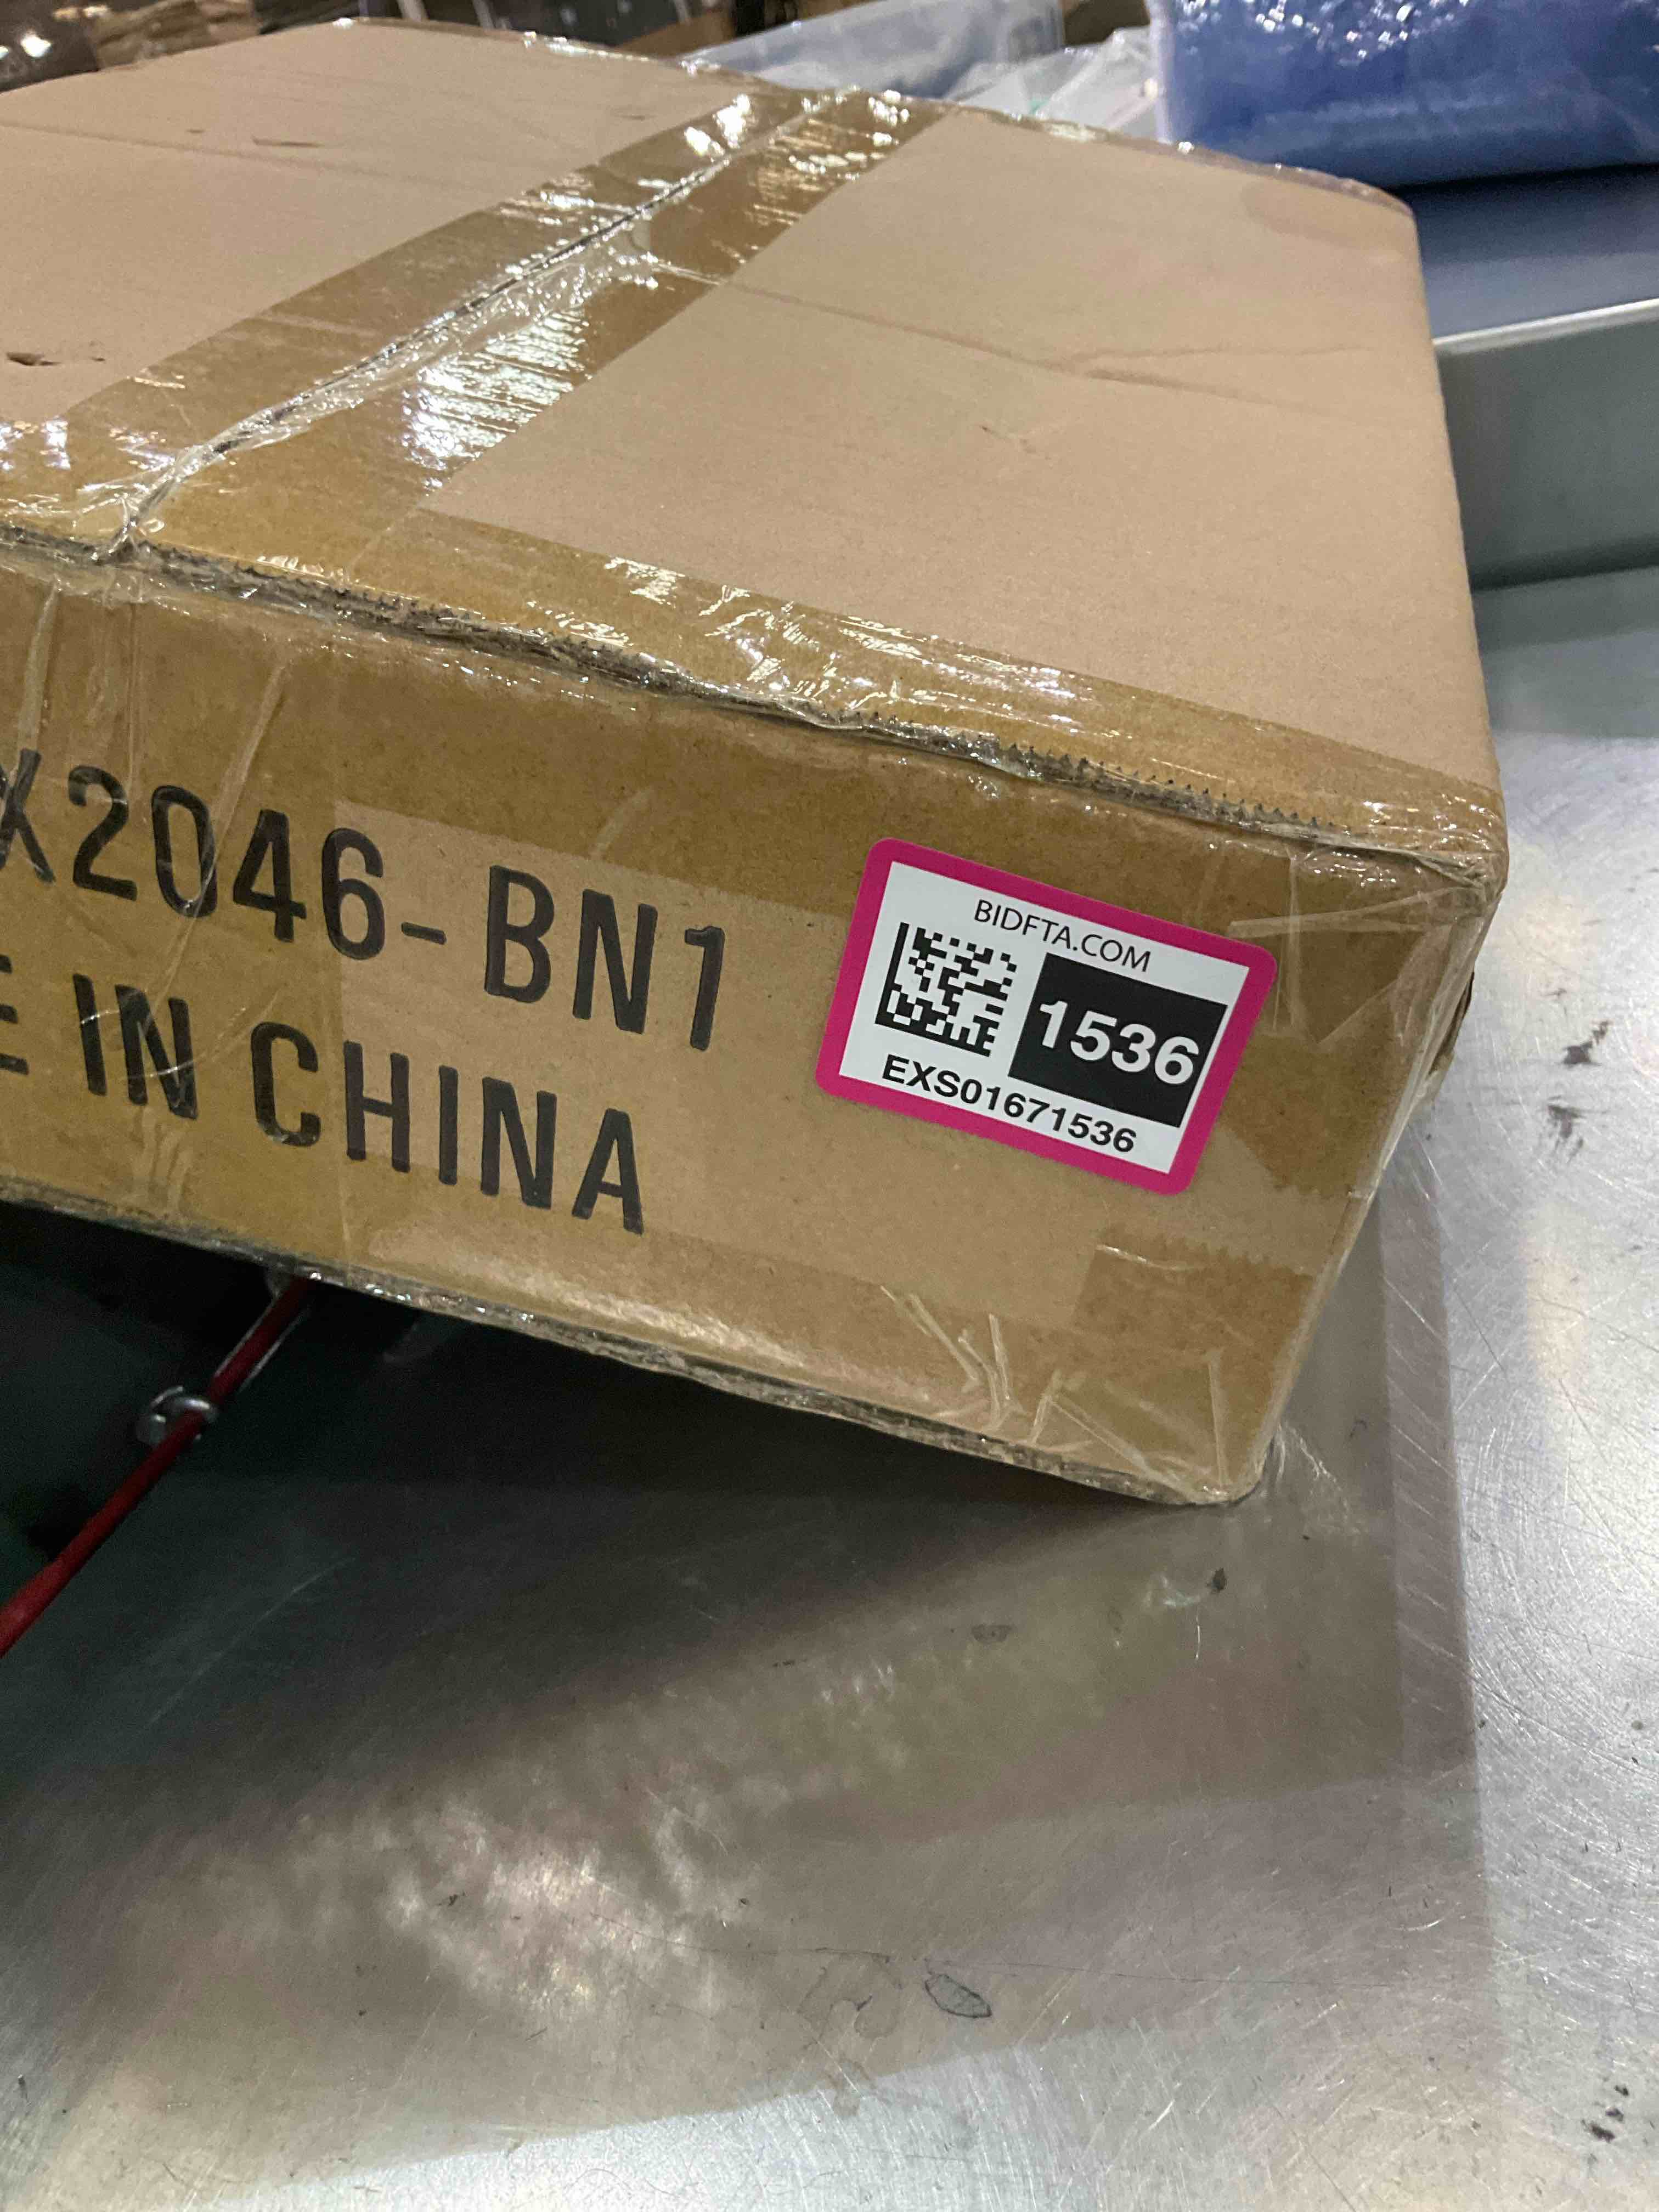 X2046-BN1
E IN CHINA
BIDFTA.COM
1536
EXS01671536